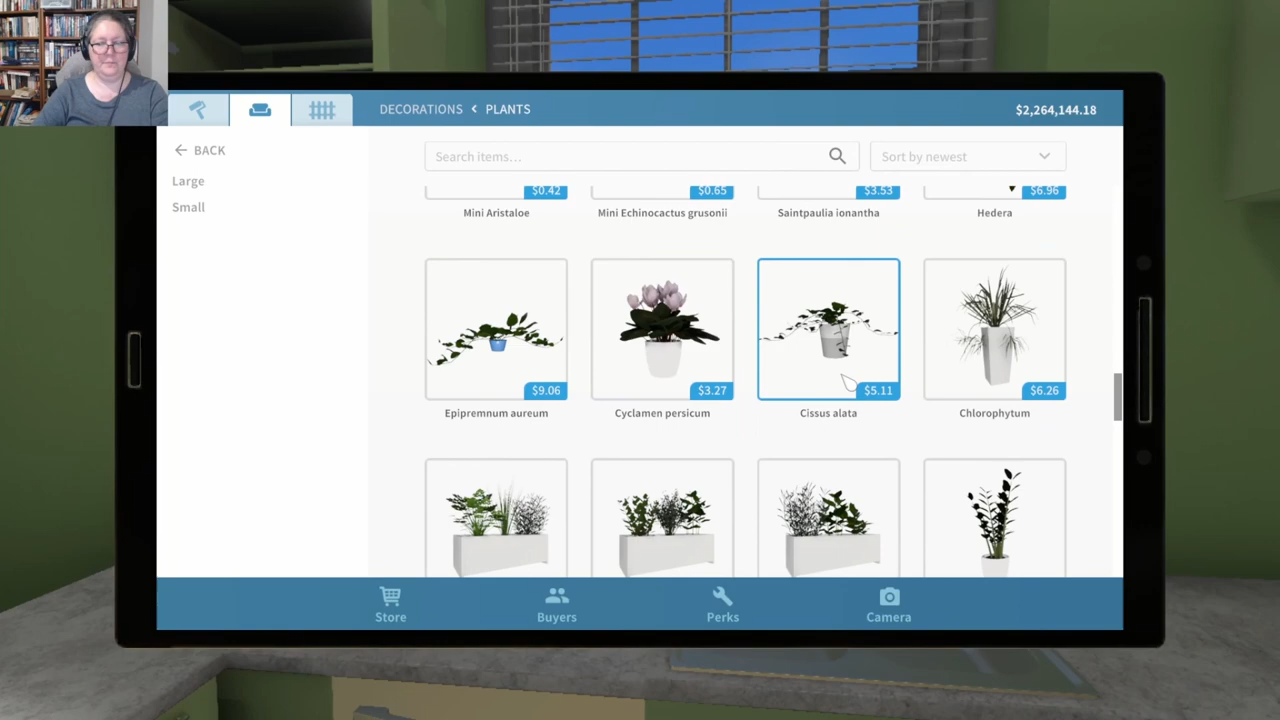 DECORATIONS < PLANTS
$2,264,144.18
BACK
Search items...
Sort by newest
Large
Small
$0.42
$0.65
$3.53
$6.96
Mini Aristaloe
Mini Echinocactus grusonii
Saintpaulia ionantha
Hedera
$9.06
$3.27
$5.11
$6.26
Epipremnum aureum
Cyclamen persicum
Cissus alata
Chlorophytum
Store
Buyers
Perks
Camera